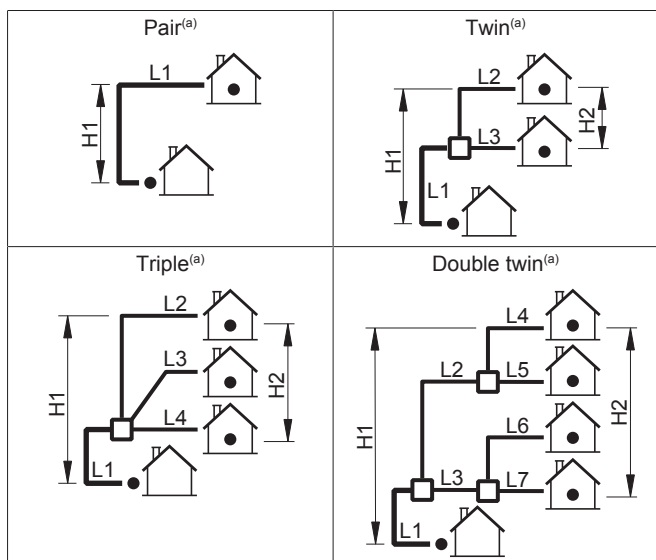 Pair(a)
L1
H1
Twin(a)
L2
L3
H1
H2
L1
Triple(a)
L2
L3
L4
H1
H2
L1
Double twin(a)
L4
L2
L5
H1
H2
L6
L3
L7
L1